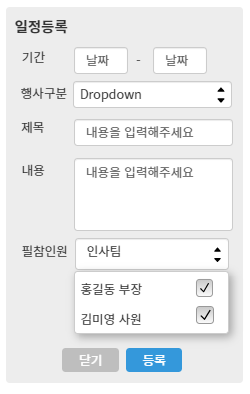 일정등록
기간 날짜 - 날짜
행사구분 Dropdown
제목 내용을 입력해주세요
내용 내용을 입력해주세요
필참인원 인사팀
홍길동 부장
김미영 사원
닫기 등록